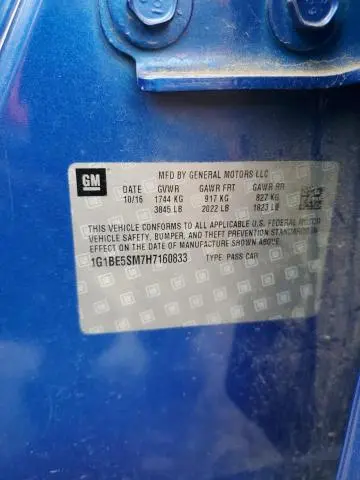 GM
MFD BY GENERAL MOTORS LLC
DATE GVWR GAWR FRT GAWR RR
10/16 1744 KG 917 KG 827 KG
3845 LB 2022 LB 1823 LB
THIS VEHICLE CONFORMS TO ALL APPLICABLE U.S. FEDERAL MOTOR
VEHICLE SAFETY, BUMPER, AND THEFT PREVENTION STANDARDS IN
EFFECT ON THE DATE OF MANUFACTURE SHOWN ABOVE.
1G1BE5SM7H7160833 TYPE: PASS CAR